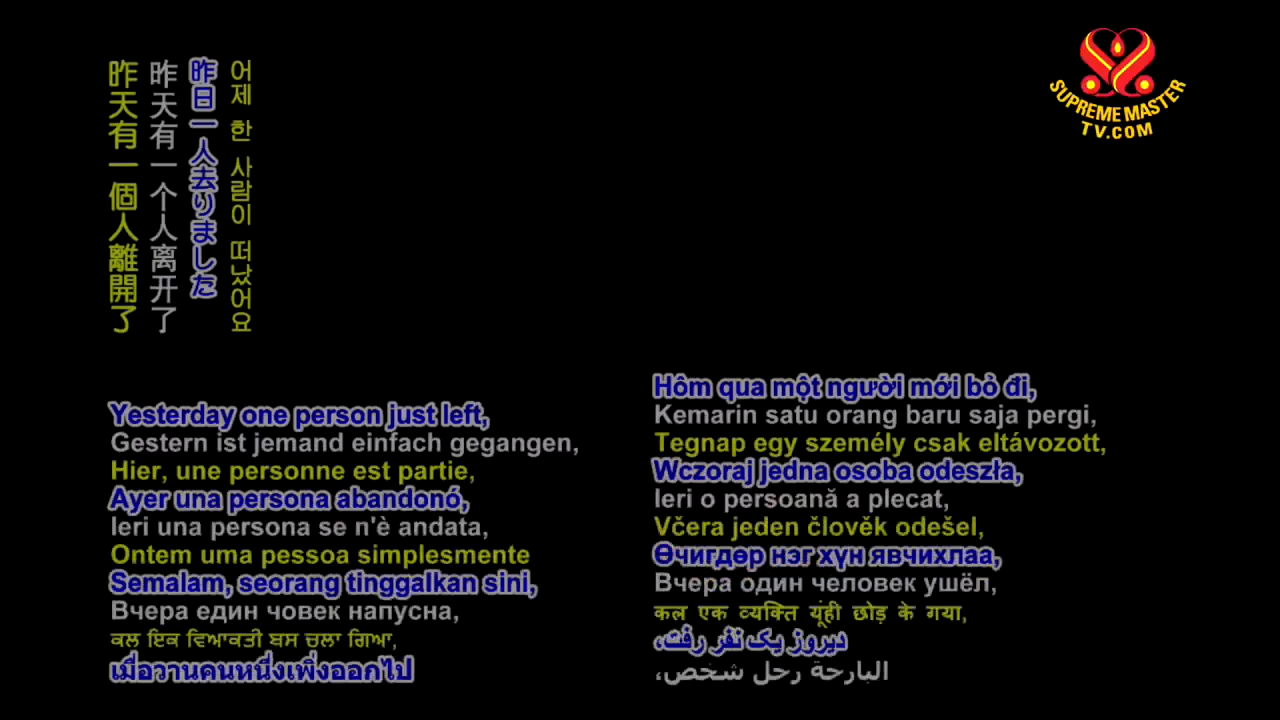 昨天有一個人離開了
昨天有一个人离开了
昨日一人去りました
어제 한 사람이 떠났어요
SUPREME MASTER
TV.COM
Yesterday one person just left,
Gestern ist jemand einfach gegangen,
Hier, une personne est partie,
Ayer una persona abandonó,
Ieri una persona se n'è andata,
Ontem uma pessoa simplesmente
Semalam, seorang tinggalkan sini,
Вчера един човек напусна,
ਕਲ ਇਕ ਵਿਆਕਤੀ ਬਸ ਚਲਾ ਗਿਆ,
เมื่อวานคนหนึ่งเพิ่งออกไป
Hôm qua một người mới bỏ đi,
Kemarin satu orang baru saja pergi,
Tegnap egy személy csak eltávozott,
Wczoraj jedna osoba odeszła,
Ieri o persoană a plecat,
Včera jeden člověk odešel,
Өчигдөр нэг хүн явчихлаа,
Вчера один человек ушёл,
कल एक व्यक्ति यूंही छोड़ के गया,
ديروز يک نفر رفت،
البارحة رحل شخص،